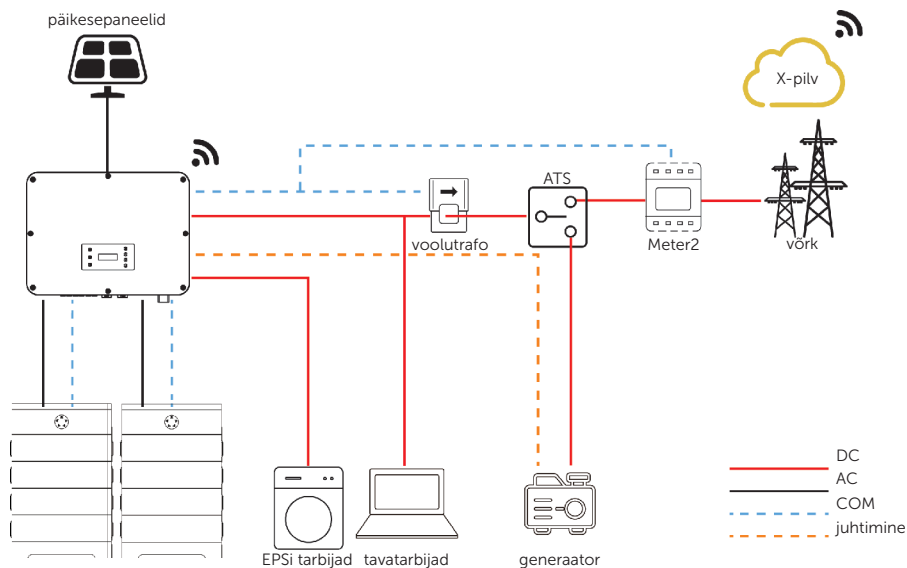 päikesepaneelid
X-pilv
ATS
voolutrafo
Meter2
võrk
EPSi tarbijad
tavatarbijad
generaator
DC
AC
COM
juhtimine